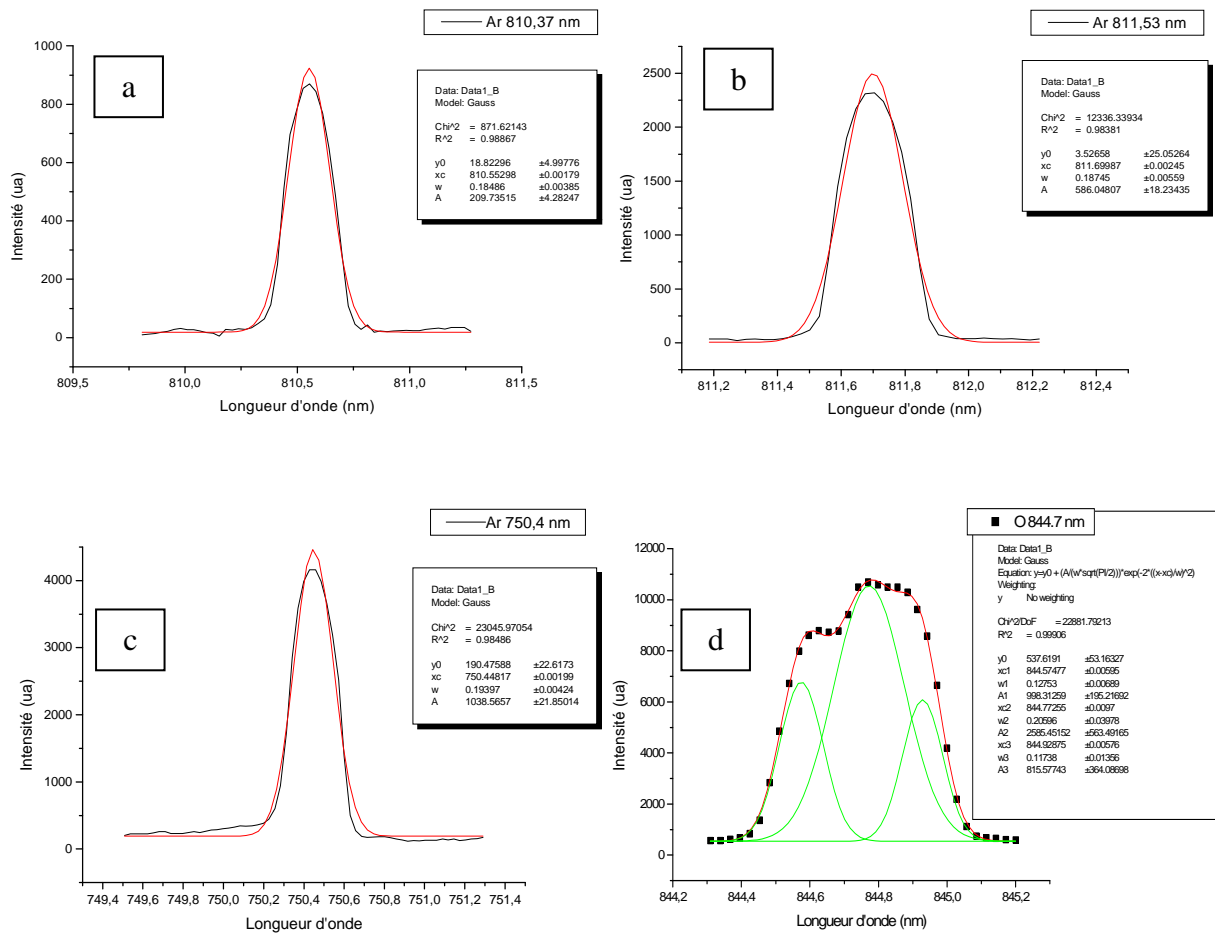 Ar 810,37 nm
a
Data: Data1_B
Model: Gauss
Chi^2 = 871.62143
R^2 = 0.98867
y0 18.82296 ±4.99776
xc 810.55298 ±0.00179
w 0.18486 ±0.00385
A 209.73515 ±4.28247
1000
800
600
400
200
0
Intensité (ua)
809,5 810,0 810,5 811,0 811,5
Longueur d'onde (nm)
Ar 811,53 nm
b
Data: Data1_B
Model: Gauss
Chi^2 = 12336.33934
R^2 = 0.98381
y0 3.52658 ±25.05264
xc 811.69987 ±0.00245
w 0.18745 ±0.00559
A 586.04807 ±18.23435
2500
2000
1500
1000
500
0
Intensité (ua)
811,2 811,4 811,6 811,8 812,0 812,2 812,4
Longueur d'onde (nm)
Ar 750,4 nm
c
Data: Data1_B
Model: Gauss
Chi^2 = 23045.97054
R^2 = 0.98486
y0 190.47588 ±22.6173
xc 750.44817 ±0.00199
w 0.19397 ±0.00424
A 1038.5657 ±21.85014
4000
3000
2000
1000
0
Intensité (ua)
749,4 749,6 749,8 750,0 750,2 750,4 750,6 750,8 751,0 751,2 751,4
Longueur d'onde
O 844.7 nm
d
Data: Data1_B
Model: Gauss
Equation: y=y0 + (A/(w*sqrt(PI/2)))*exp(-2*((x-xc)/w)^2)
Weighting:
y No weighting
Chi^2/DoF = 22881.79213
R^2 = 0.99906
y0 537.6191 ±53.16327
xc1 844.57477 ±0.00595
w1 0.12753 ±0.00689
A1 998.31259 ±195.21692
xc2 844.77255 ±0.0097
w2 0.20596 ±0.03978
A2 2585.45152 ±563.49165
xc3 844.92875 ±0.00576
w3 0.11738 ±0.01356
A3 815.57743 ±364.08698
12000
10000
8000
6000
4000
2000
0
Intensité (ua)
844,2 844,4 844,6 844,8 845,0 845,2
Longueur d'onde (nm)